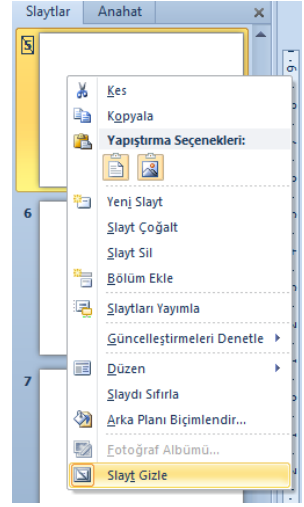 Slaytlar Anahat
5
Kes
Kopyala
Yapıştırma Seçenekleri:
Yeni Slayt
Slayt Çoğalt
Slayt Sil
Bölüm Ekle
6
Slaytları Yayımla
Güncelleştirmeleri Denetle
Düzen
7
Slaydı Sıfırla
Arka Planı Biçimlendir...
Fotoğraf Albümü...
Slayt Gizle